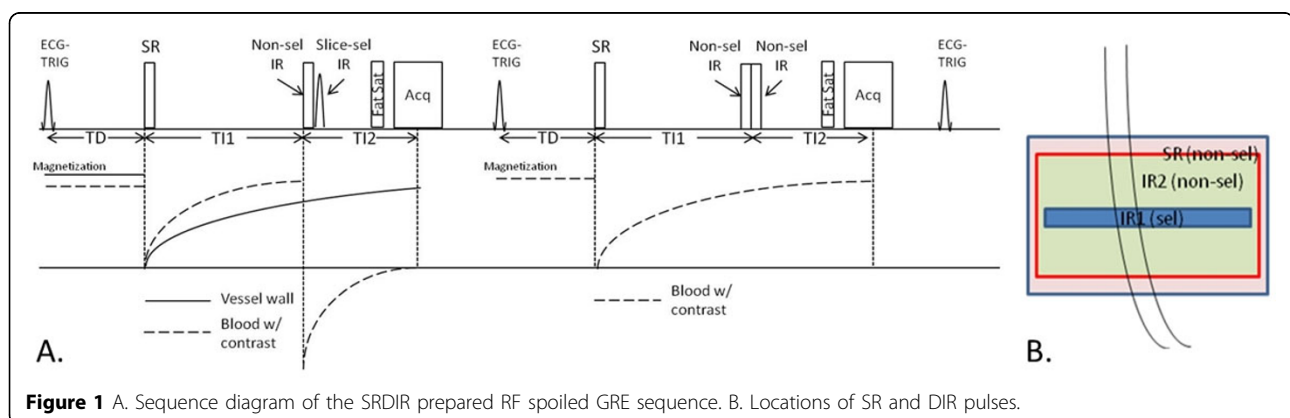 ECG-
TRIG
SR
Non-sel
IR
Slice-sel
IR
Fat Sat
Acq
ECG-
TRIG
SR
Non-sel
IR
Non-sel
IR
Fat Sat
Acq
ECG-
TRIG
TD
TI1
TI2
TD
TI1
TI2
Magnetization
Magnetization
Vessel wall
Blood w/
contrast
Blood w/
contrast
A.
SR (non-sel)
IR2 (non-sel)
IR1 (sel)
B.
Figure 1 A. Sequence diagram of the SRDIR prepared RF spoiled GRE sequence. B. Locations of SR and DIR pulses.